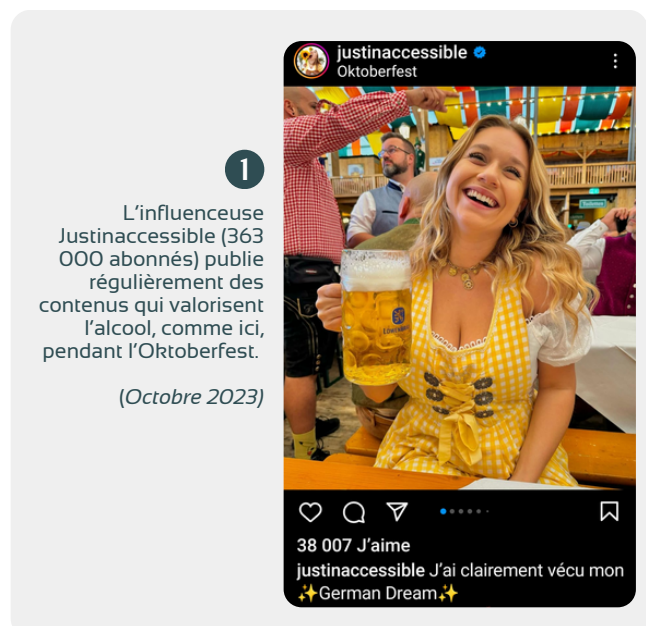 1
L'influenceuse
Justinaccessible (363
000 abonnés) publie
régulièrement des
contenus qui valorisent
l'alcool, comme ici,
pendant l'Oktoberfest.
(Octobre 2023)
justinaccessible
Oktoberfest
38 007 J'aime
justinaccessible J'ai clairement vécu mon
✨German Dream✨